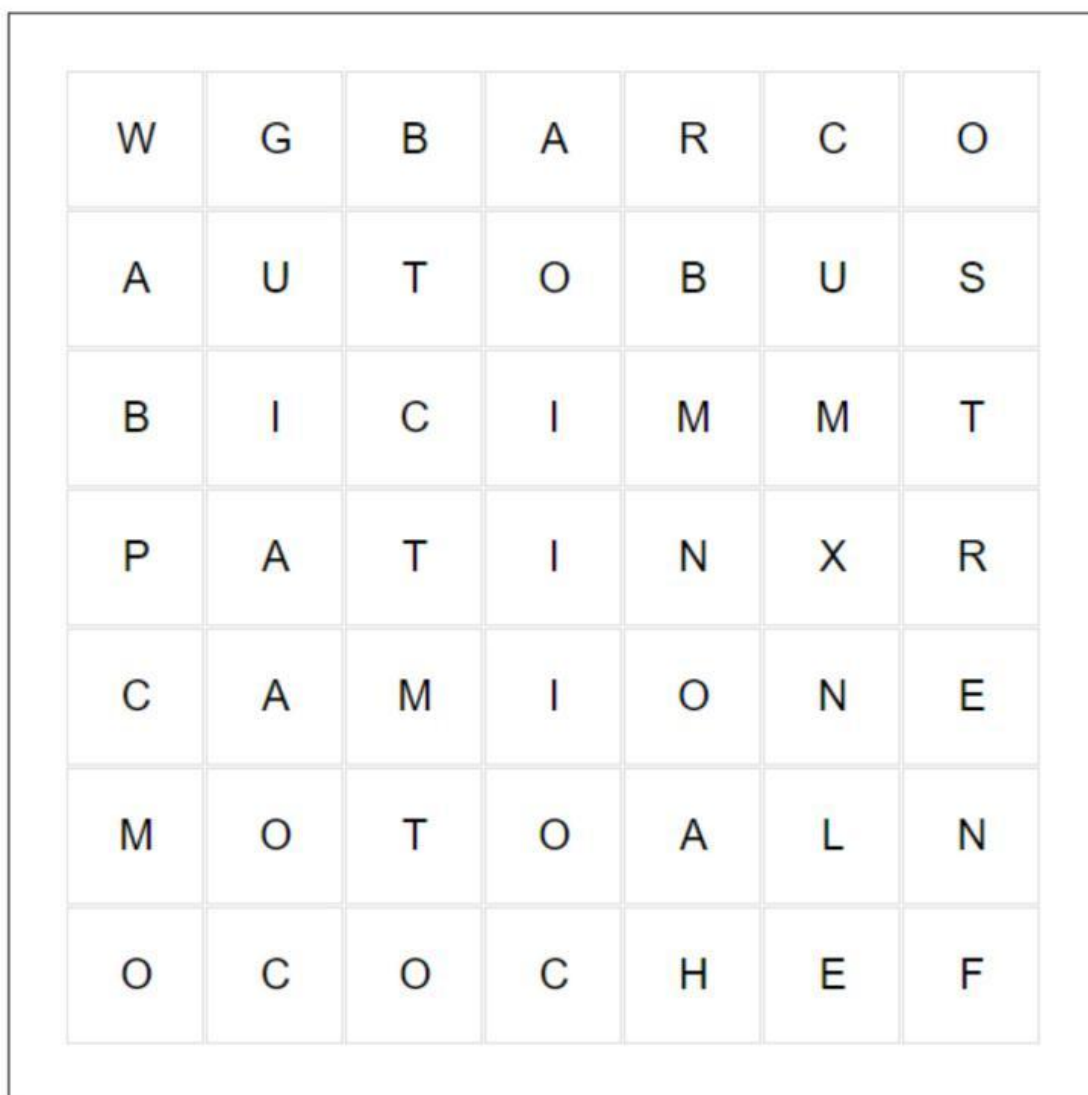 W G B A R C O
A U T O B U S
B I C I M M T
P A T I N X R
C A M I O N E
M O T O A L N
O C O C H E F